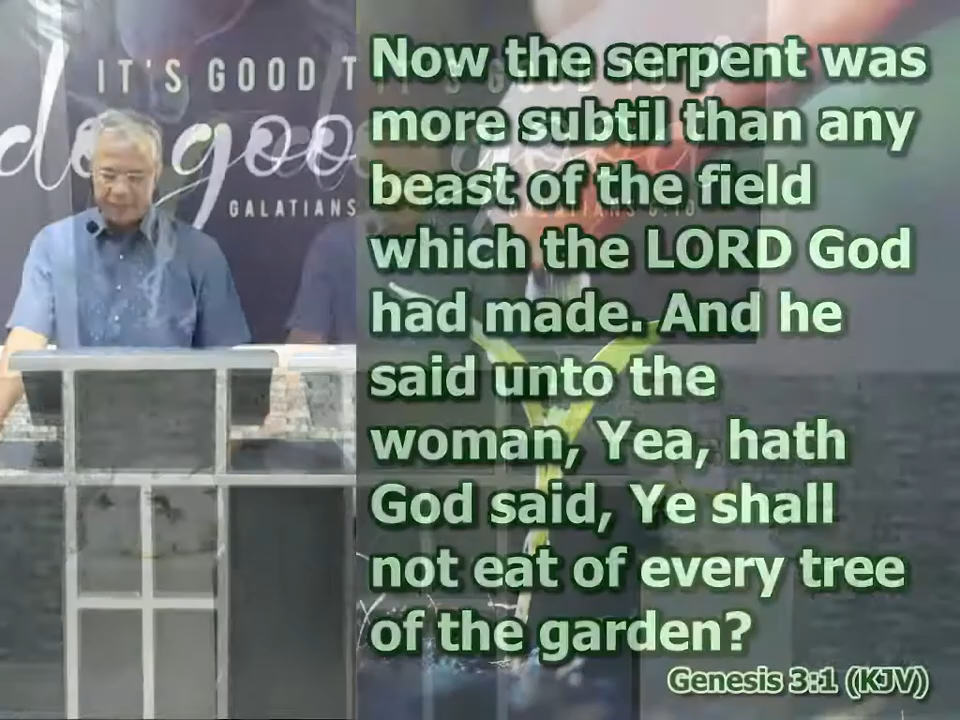 IT'S GOOD T
do good
GALATIANS
Now the serpent was
more subtil than any
beast of the field
which the LORD God
had made. And he
said unto the
woman, Yea, hath
God said, Ye shall
not eat of every tree
of the garden?
Genesis 3:1 (KJV)